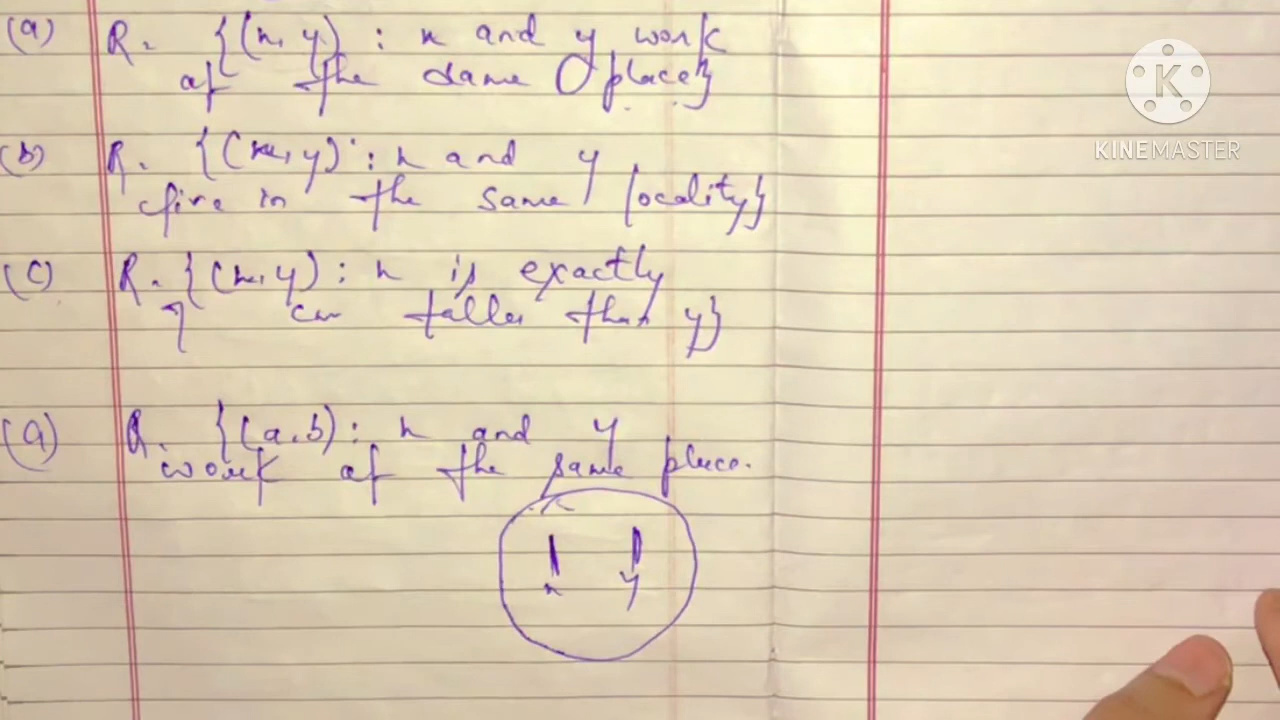 (a) R = {(x, y) : x and y work
at the same place}
(b) R = {(x, y) : x and y
live in the same locality}
(c) R = {(x, y) : x is exactly
7 cm taller than y}
(a) R = {(a, b) : x and y
work at the same place.
x y
K
KINEMASTER